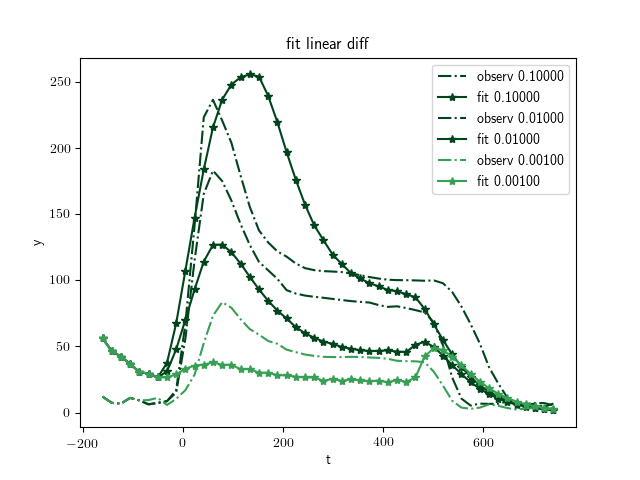 fit linear diff
250
200
150
100
50
0
y
−200
0
200
400
600
t
observ 0.10000
fit 0.10000
observ 0.01000
fit 0.01000
observ 0.00100
fit 0.00100